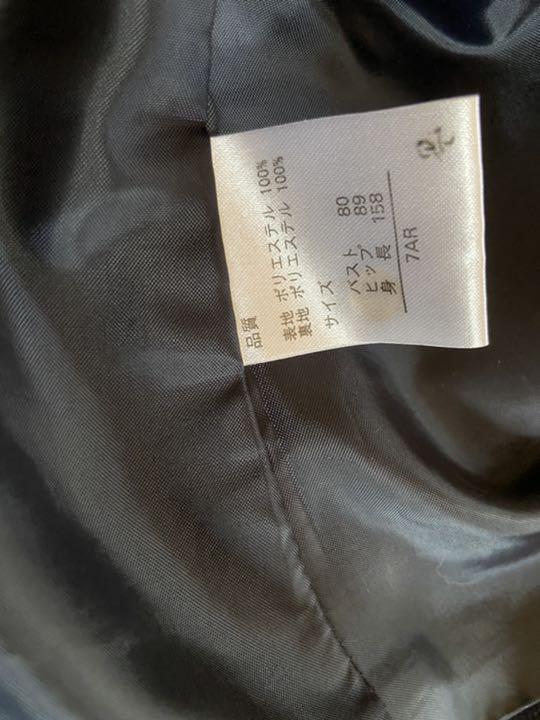 品質
表地 ポリエステル 100%
裏地 ポリエステル 100%
サイズ
バスト 80
ヒップ 89
身長 158
7AR